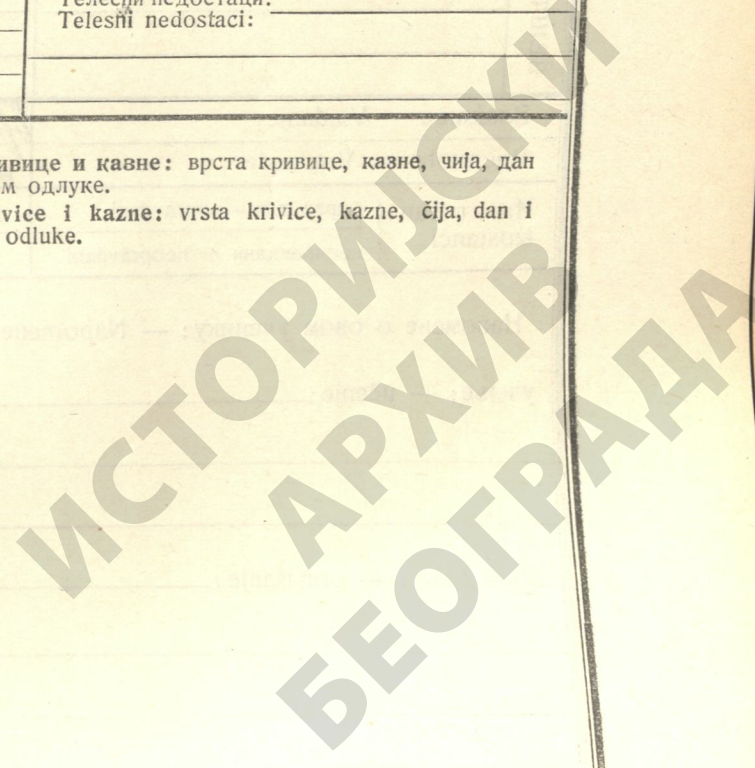 Телесни недостаци:
Telesni nedostaci:
ивице и казне: врста кривице, казне, чија, дан
м одлуке.
vice i kazne: vrsta krivice, kazne, čija, dan i
odluke.
ИСТОРИЈСКИ
АРХИВ
БЕОГРАДА